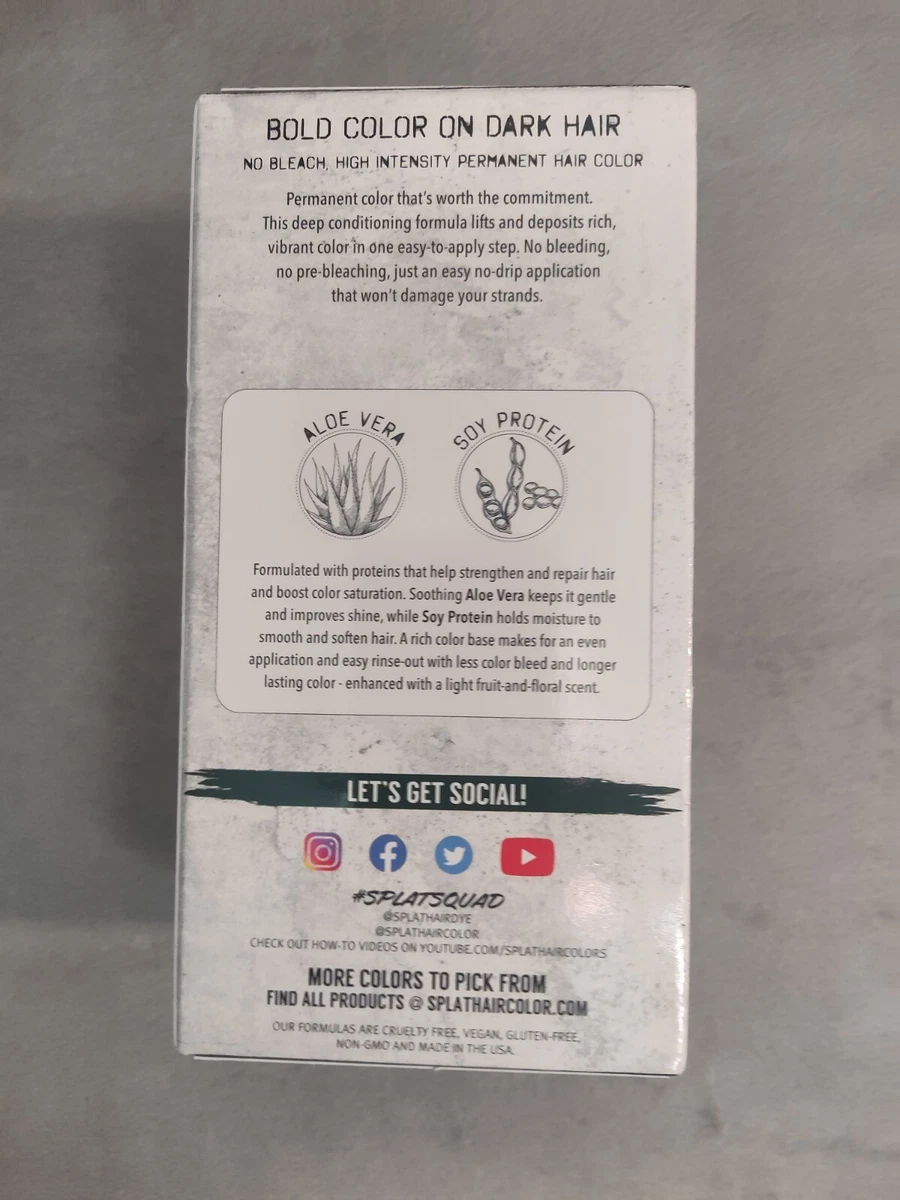 BOLD COLOR ON DARK HAIR
NO BLEACH, HIGH INTENSITY PERMANENT HAIR COLOR
Permanent color that's worth the commitment.
This deep conditioning formula lifts and deposits rich,
vibrant color in one easy-to-apply step. No bleeding,
no pre-bleaching, just an easy no-drip application
that won't damage your strands.
ALOE VERA
SOY PROTEIN
Formulated with proteins that help strengthen and repair hair
and boost color saturation. Soothing Aloe Vera keeps it gentle
and improves shine, while Soy Protein holds moisture to
smooth and soften hair. A rich color base makes for an even
application and easy rinse-out with less color bleed and longer
lasting color - enhanced with a light fruit-and-floral scent.
LET'S GET SOCIAL!
#SPLATSQUAD
@SPLATHAIRDYE
@SPLATHAIRCOLOR
CHECK OUT HOW-TO VIDEOS ON YOUTUBE.COM/SPLATHAIRCOLORS
MORE COLORS TO PICK FROM
FIND ALL PRODUCTS @ SPLATHAIRCOLOR.COM
OUR FORMULAS ARE CRUELTY FREE, VEGAN, GLUTEN-FREE,
NON-GMO AND MADE IN THE USA.